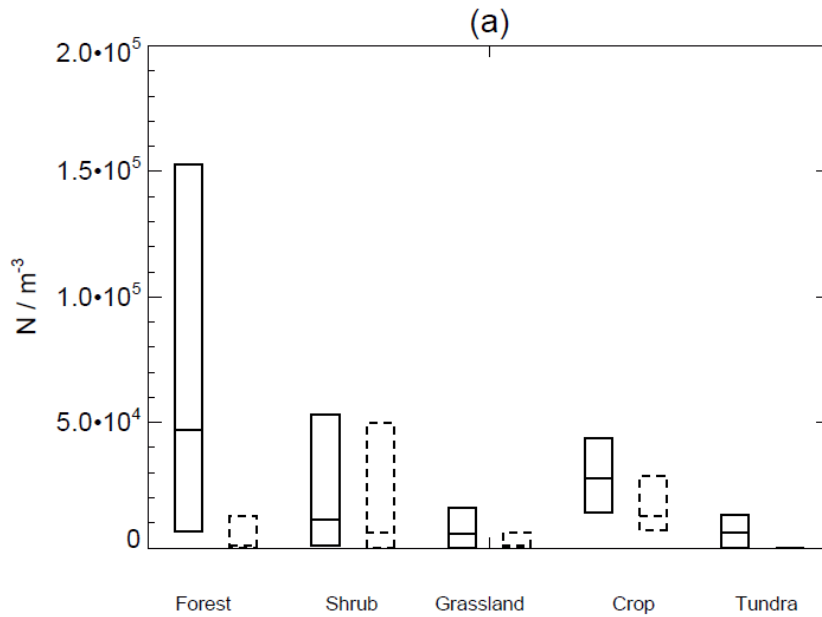 (a)
2.0•10⁵
1.5•10⁵
1.0•10⁵
5.0•10⁴
0
N / m⁻³
Forest Shrub Grassland Crop Tundra